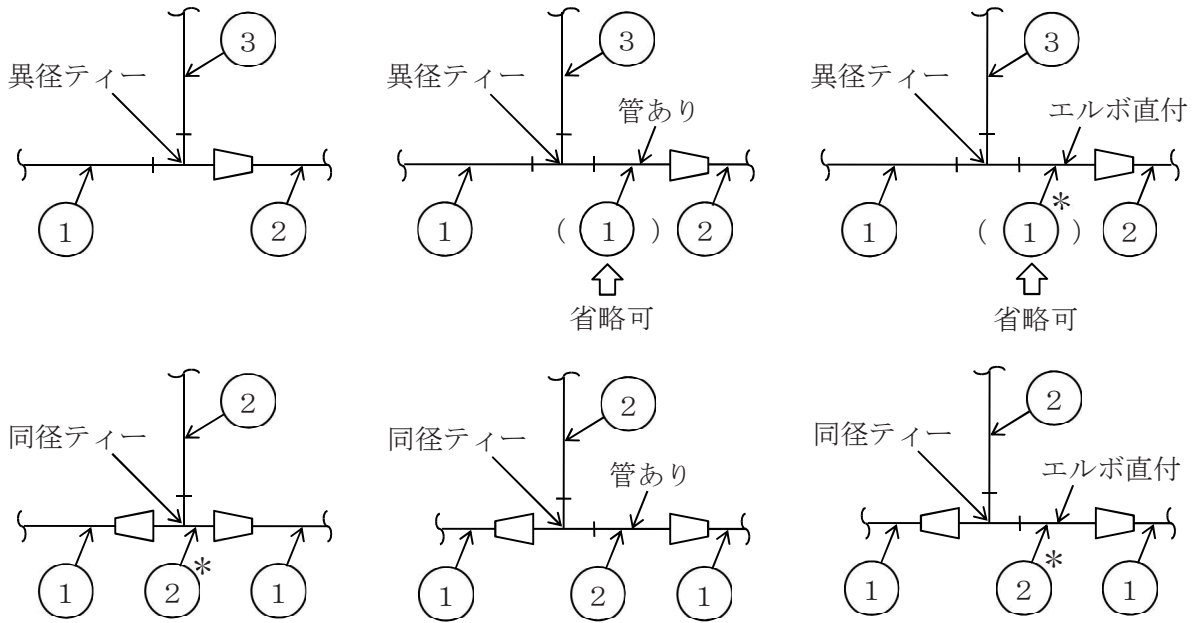 ③ ③ ③
異径ティー 異径ティー 管あり 異径ティー エルボ直付
① ② ① (①) ② ① (①*) ②
省略可 省略可
② ② ②
同径ティー 同径ティー 管あり 同径ティー エルボ直付
① ②* ① ① ② ① ① ②* ①